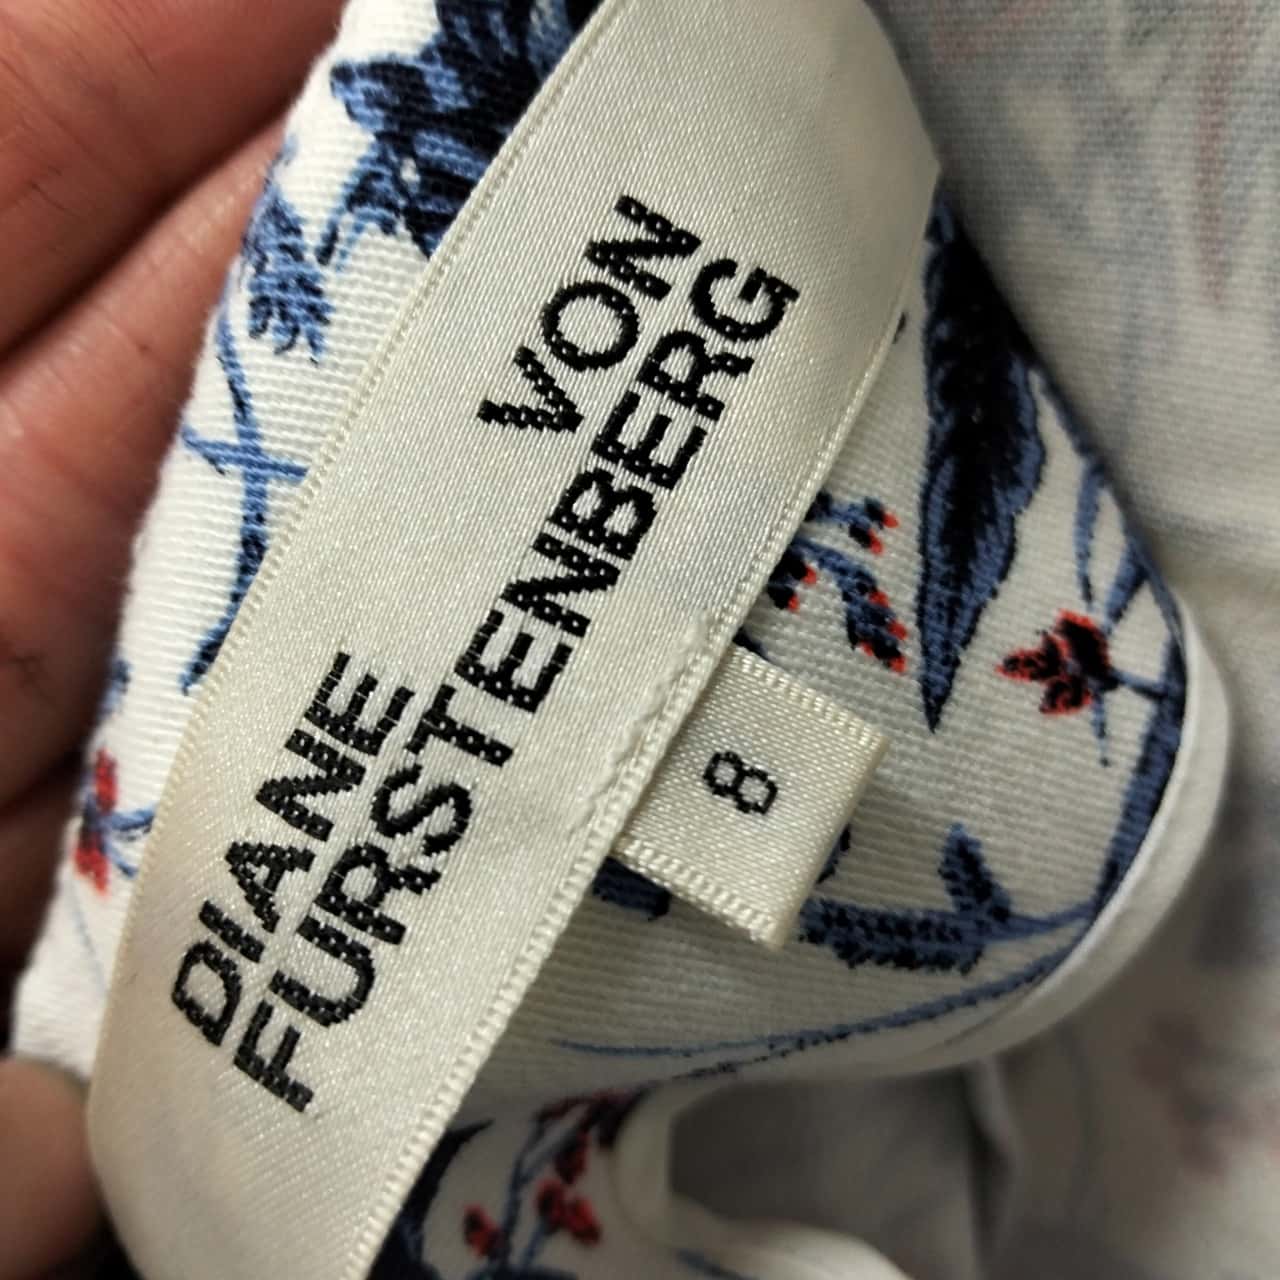 DIANE VON
FURSTENBERG
8